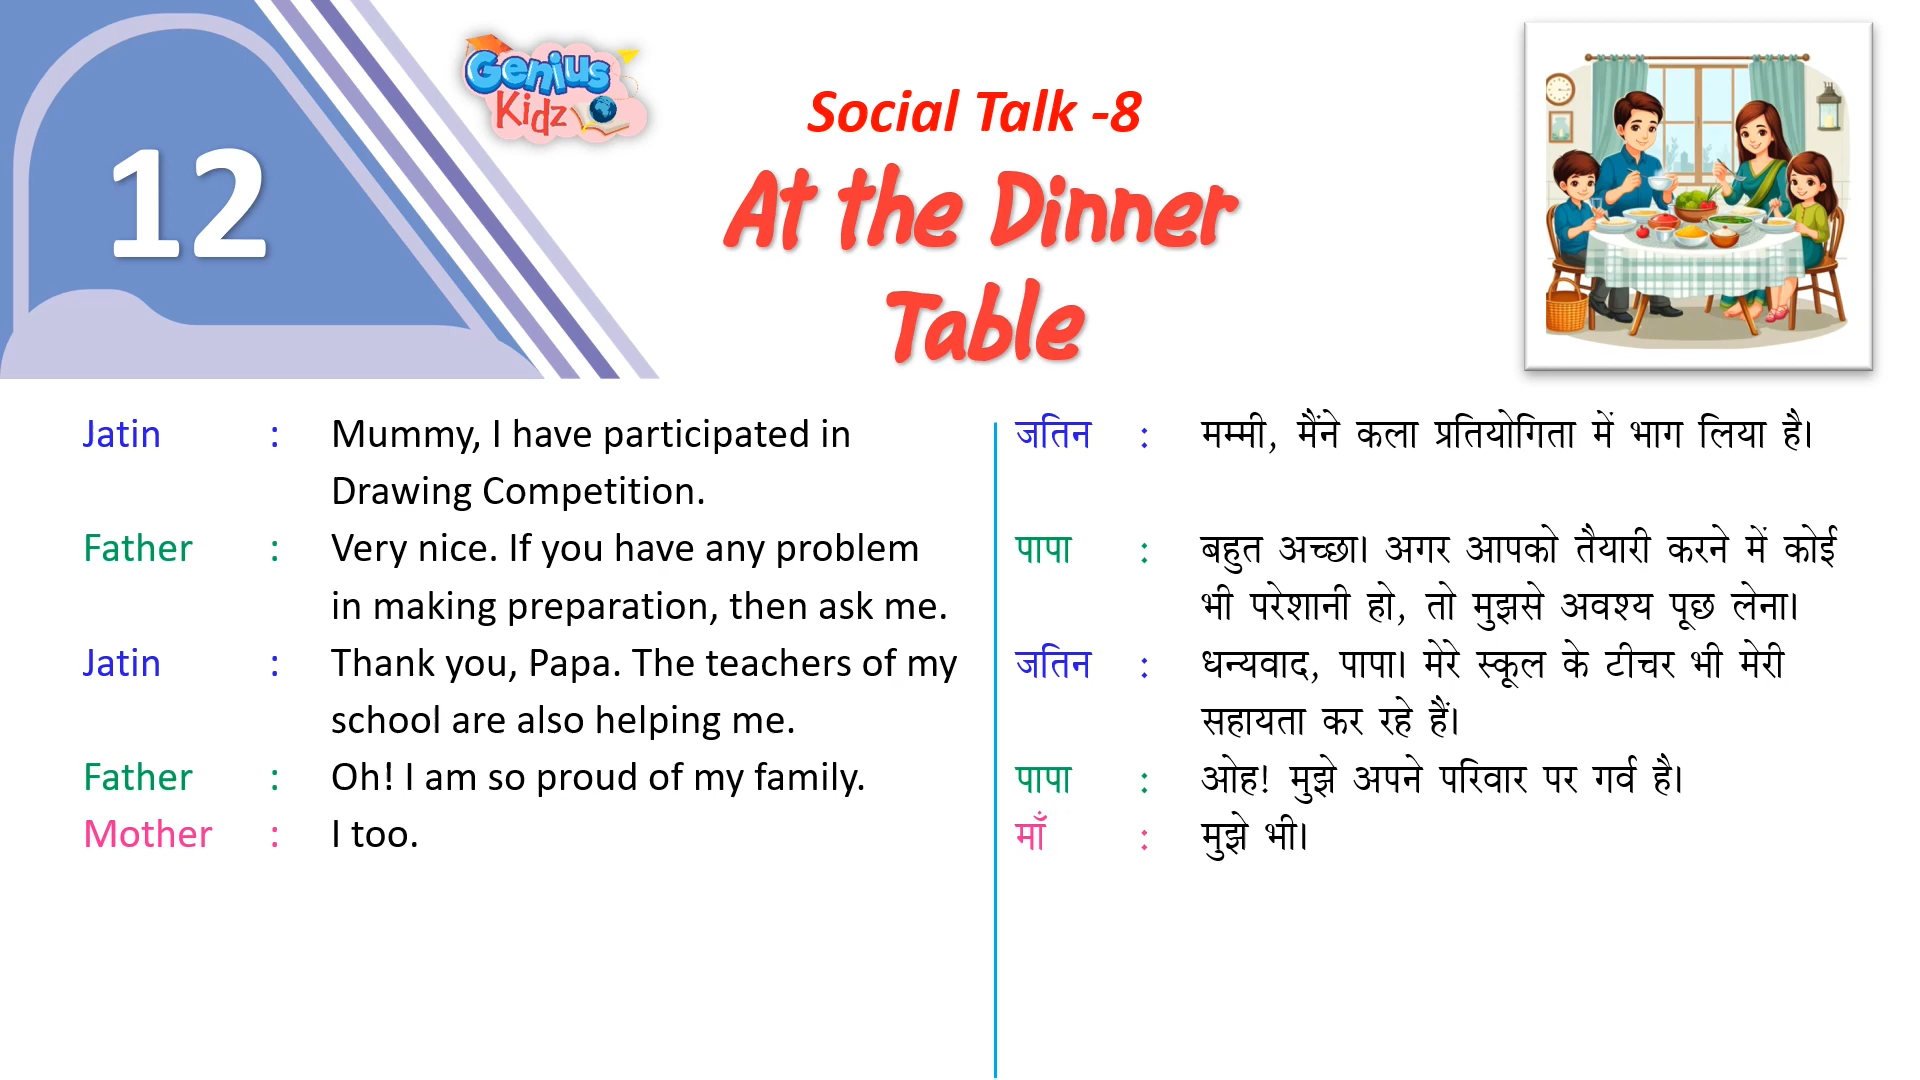 12
Genius
Kidz
Social Talk -8
At the Dinner
Table
Jatin : Mummy, I have participated in
Drawing Competition.
Father : Very nice. If you have any problem
in making preparation, then ask me.
Jatin : Thank you, Papa. The teachers of my
school are also helping me.
Father : Oh! I am so proud of my family.
Mother : I too.
जतिन : मम्मी, मैंने कला प्रतियोगिता में भाग लिया है।
पापा : बहुत अच्छा। अगर आपको तैयारी करने में कोई
भी परेशानी हो, तो मुझसे अवश्य पूछ लेना।
जतिन : धन्यवाद, पापा। मेरे स्कूल के टीचर भी मेरी
सहायता कर रहे हैं।
पापा : ओह! मुझे अपने परिवार पर गर्व है।
माँ : मुझे भी।